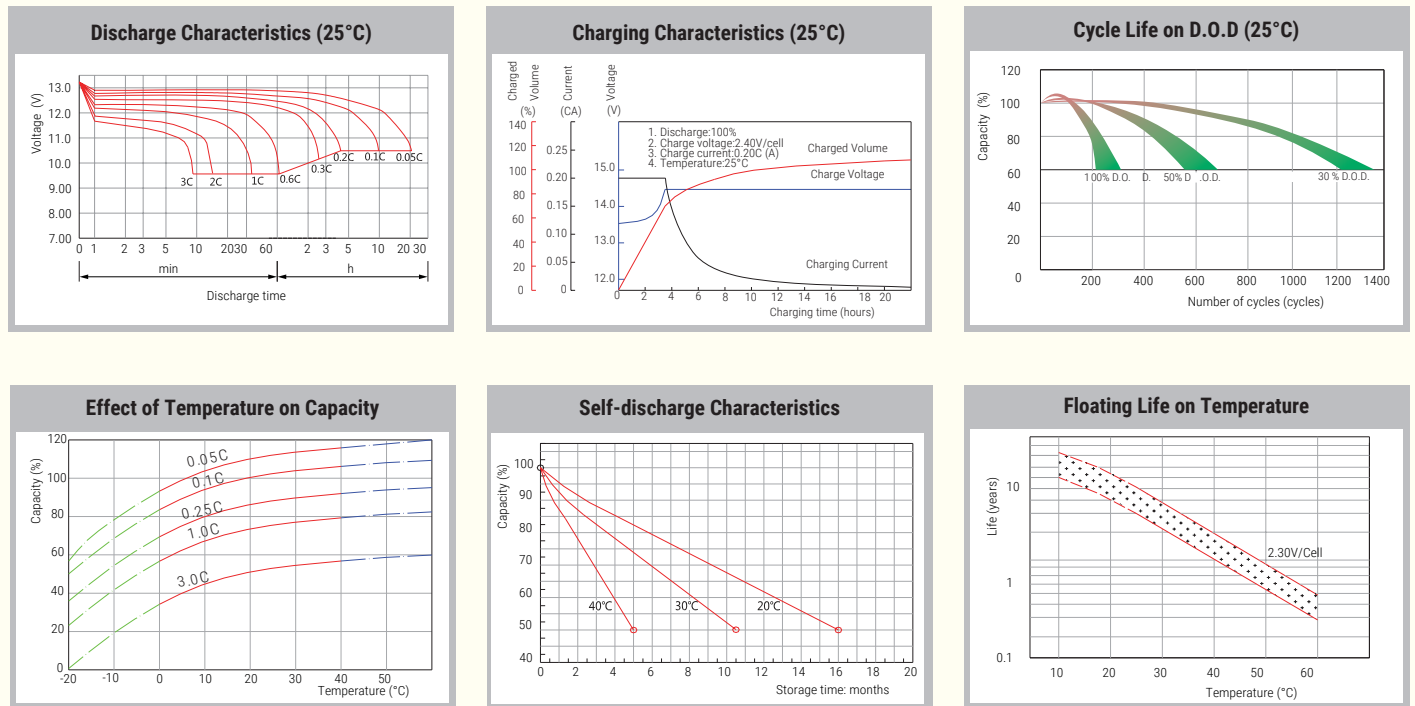 Discharge Characteristics (25°C)
Voltage (V)
13.0
12.0
11.0
10.0
9.00
8.00
7.00
3C 2C 1C 0.6C 0.3C 0.2C 0.1C 0.05C
0 1 2 3 5 10 20 30 60 2 3 5 10 20 30
min h
Discharge time
Charging Characteristics (25°C)
Charged Volume (%)
Current (CA)
Voltage (V)
140
120
100
80
60
40
20
0
0.25
0.20
0.15
0.10
0.05
0
15.0
14.0
13.0
12.0
1. Discharge:100%
2. Charge voltage:2.40V/cell
3. Charge current:0.20C (A)
4. Temperature:25°C
Charged Volume
Charge Voltage
Charging Current
0 2 4 6 8 10 12 14 16 18 20
Charging time (hours)
Cycle Life on D.O.D (25°C)
Capacity (%)
120
100
80
60
40
20
0
100% D.O. D. 50% D .O.D. 30 % D.O.D.
200 400 600 800 1000 1200 1400
Number of cycles (cycles)
Effect of Temperature on Capacity
Capacity (%)
120
100
80
60
40
20
0
0.05C
0.1C
0.25C
1.0C
3.0C
-20 -10 0 10 20 30 40 50
Temperature (°C)
Self-discharge Characteristics
Capacity (%)
100
90
80
70
60
50
40
40℃ 30℃ 20℃
0 2 4 6 8 10 12 14 16 18 20
Storage time: months
Floating Life on Temperature
Life (years)
10
1
0.1
2.30V/Cell
10 20 30 40 50 60
Temperature (°C)